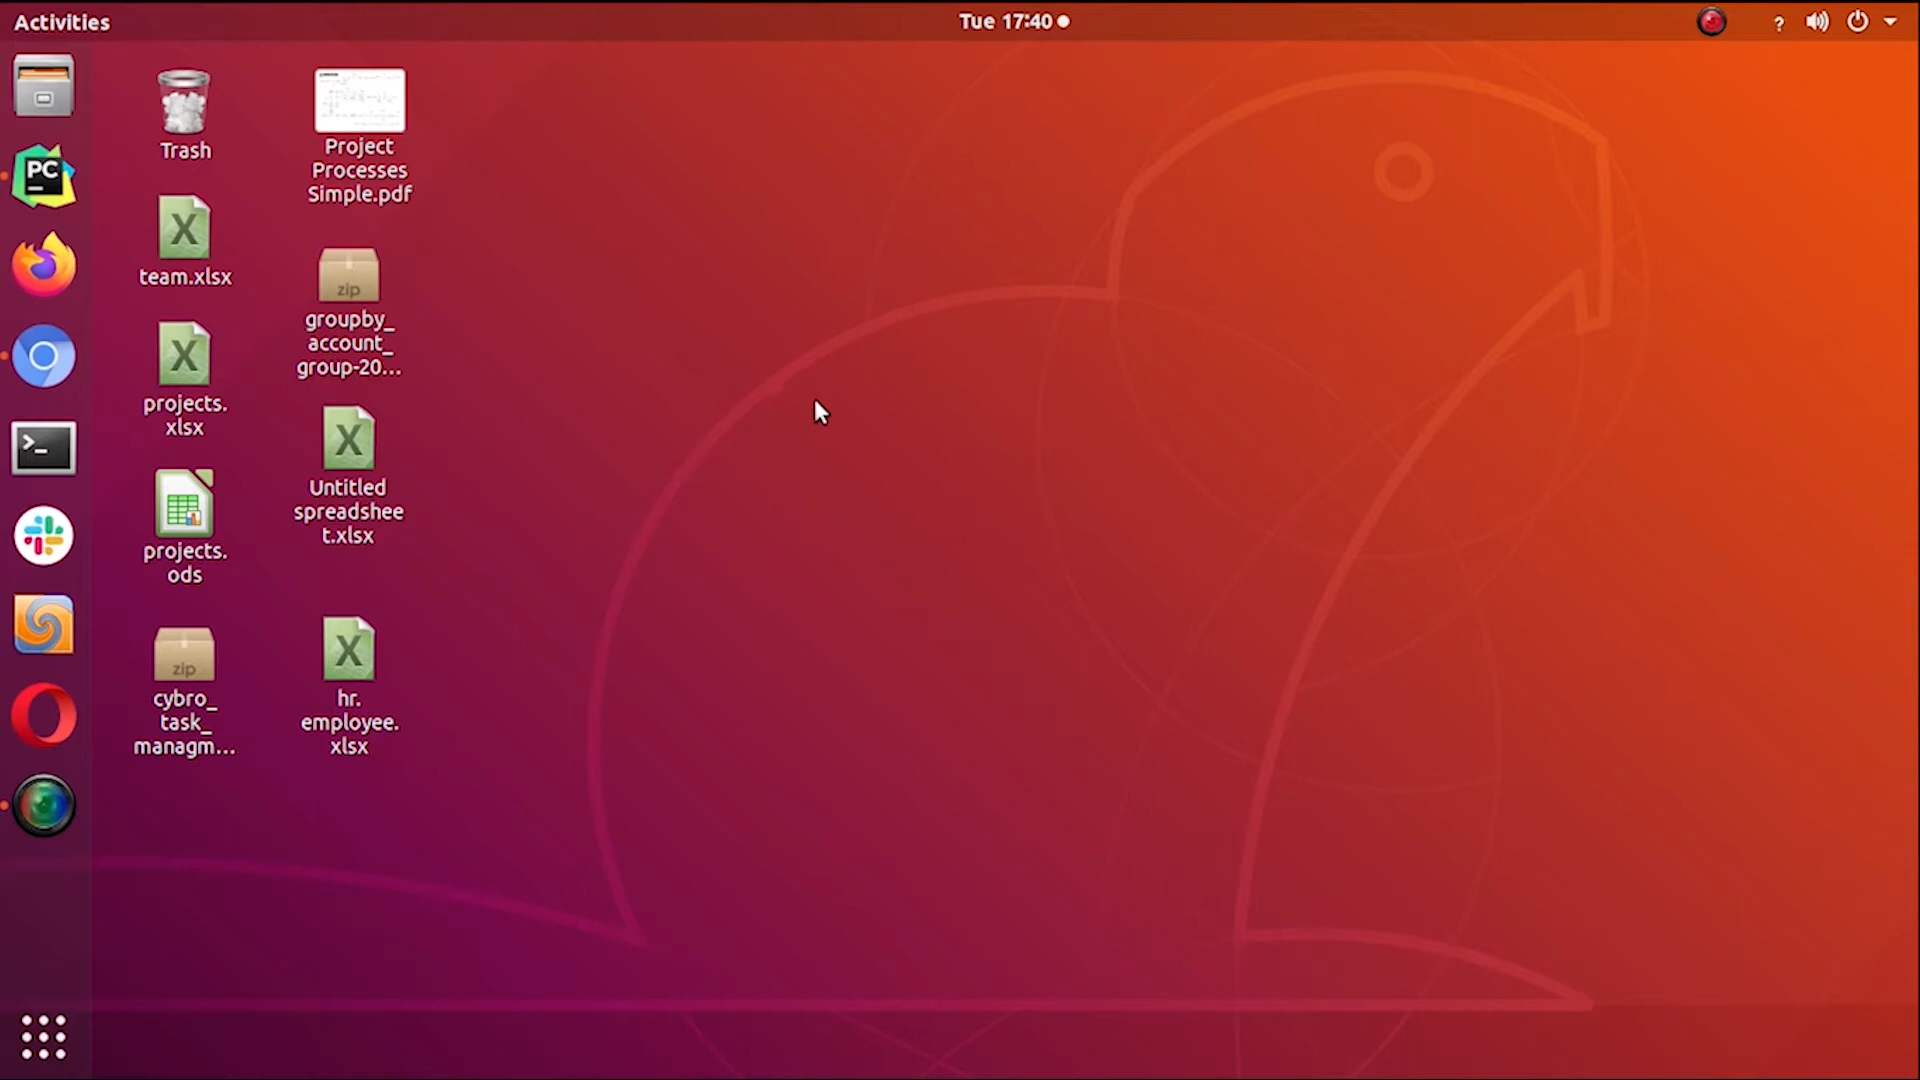 Activities
Tue 17:40
?
PC
>_
Trash
Project
Processes
Simple.pdf
X
team.xlsx
zip
groupby_
account_
group-20...
X
projects.
xlsx
X
Untitled
spreadshee
t.xlsx
projects.
ods
zip
cybro_
task_
managm...
X
hr.
employee.
xlsx